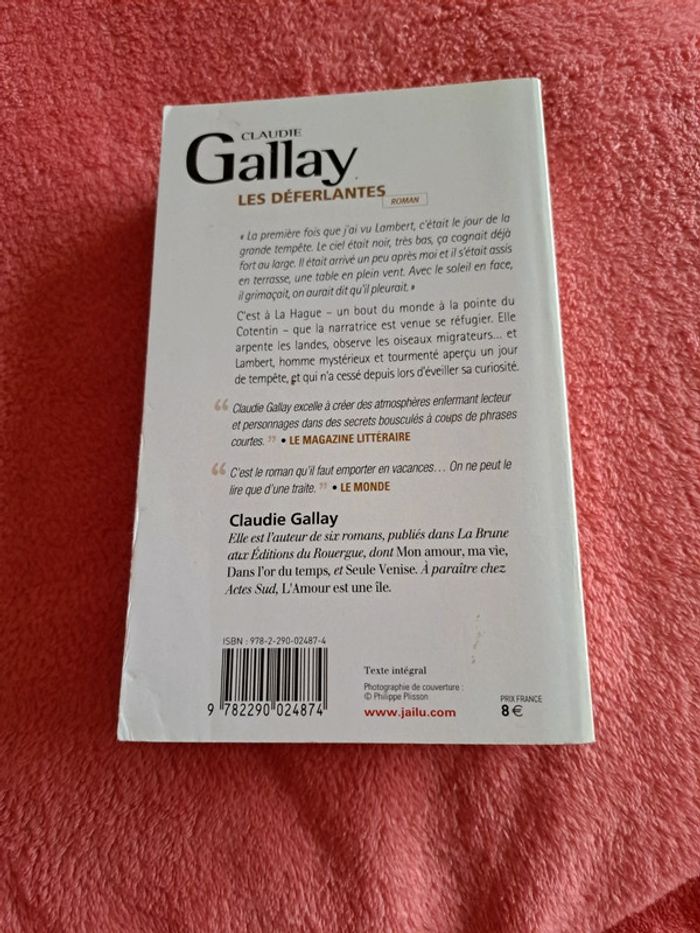 CLAUDIE
Gallay
LES DÉFERLANTES
ROMAN
« La première fois que j'ai vu Lambert, c'était le jour de la
grande tempête. Le ciel était noir, très bas, ça cognait déjà
fort au large. Il était arrivé un peu après moi et il s'était assis
en terrasse, une table en plein vent. Avec le soleil en face,
il grimaçait, on aurait dit qu'il pleurait. »
C'est à La Hague – un bout du monde à la pointe du
Cotentin – que la narratrice est venue se réfugier. Elle
arpente les landes, observe les oiseaux migrateurs... et
Lambert, homme mystérieux et tourmenté aperçu un jour
de tempête, et qui n'a cessé depuis lors d'éveiller sa curiosité.
“ Claudie Gallay excelle à créer des atmosphères enfermant lecteur
et personnages dans des secrets bousculés à coups de phrases
courtes. ” • LE MAGAZINE LITTÉRAIRE
“ C'est le roman qu'il faut emporter en vacances... On ne peut le
lire que d'une traite. ” • LE MONDE
Claudie Gallay
Elle est l'auteur de six romans, publiés dans La Brune
aux Éditions du Rouergue, dont Mon amour, ma vie,
Dans l'or du temps, et Seule Venise. À paraître chez
Actes Sud, L'Amour est une île.
ISBN : 978-2-290-02487-4
9 782290 024874
Texte intégral
Photographie de couverture :
© Philippe Plisson
www.jailu.com
PRIX FRANCE
8 €